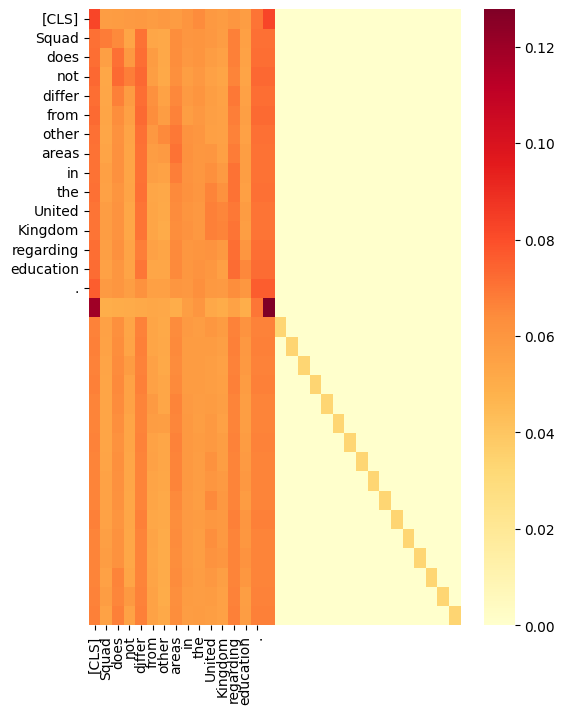 [CLS]
Squad
does
not
differ
from
other
areas
in
the
United
Kingdom
regarding
education
.
[CLS]
Squad
does
not
differ
from
other
areas
in
the
United
Kingdom
regarding
education
.
0.12
0.10
0.08
0.06
0.04
0.02
0.00